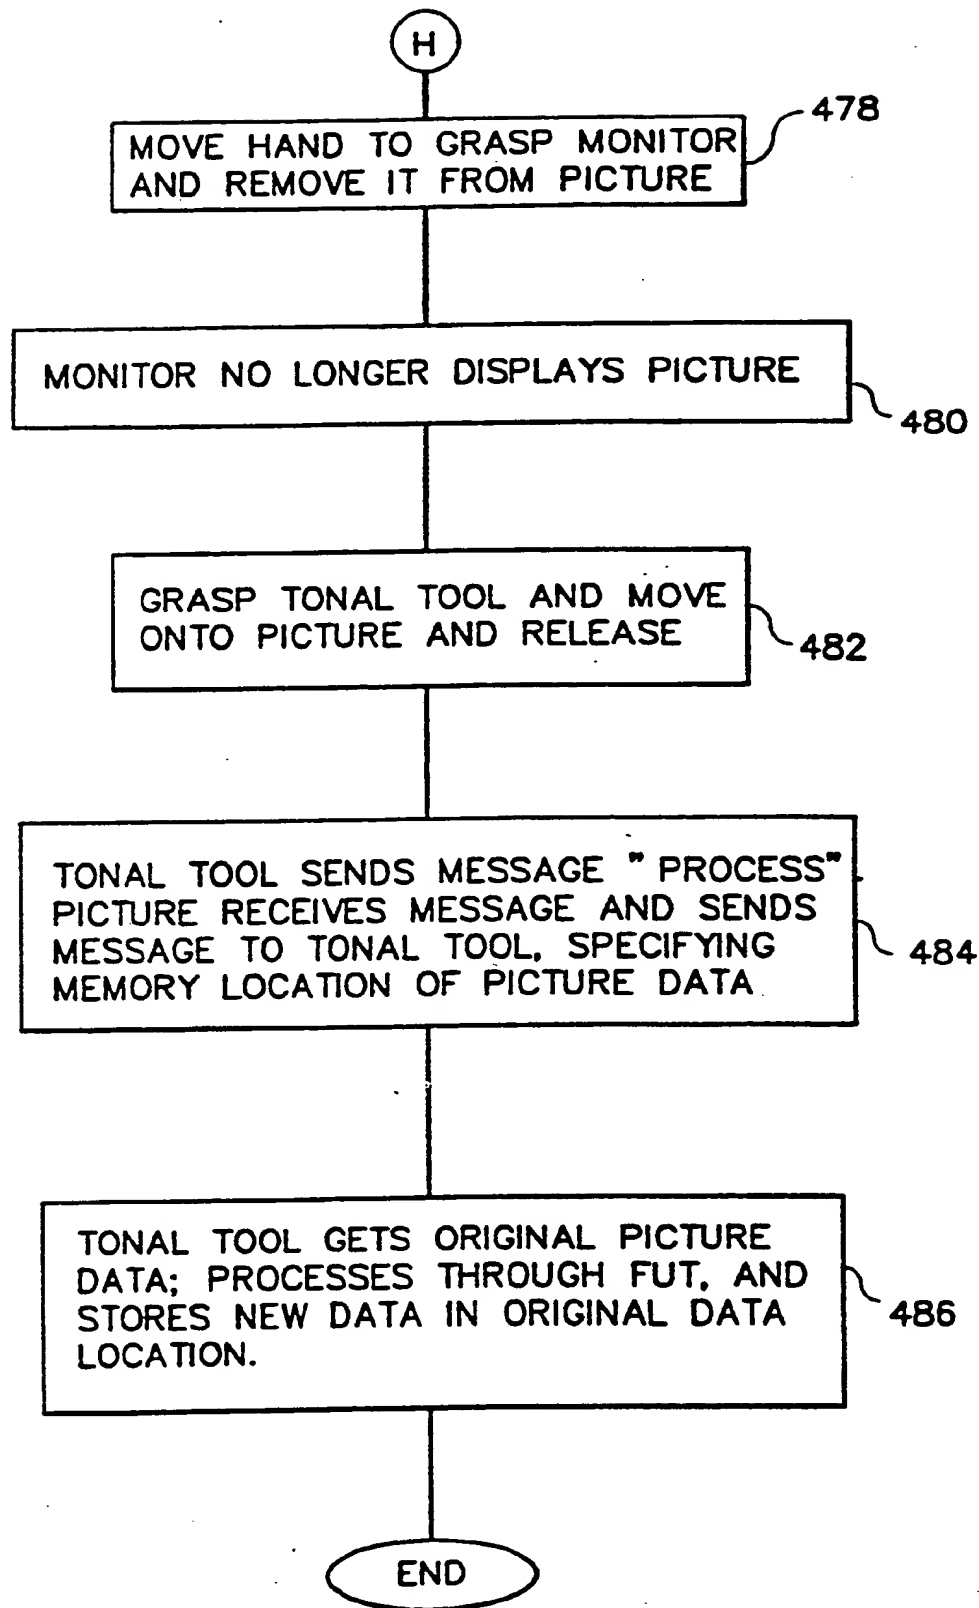 H
478
MOVE HAND TO GRASP MONITOR
AND REMOVE IT FROM PICTURE
MONITOR NO LONGER DISPLAYS PICTURE
480
GRASP TONAL TOOL AND MOVE
ONTO PICTURE AND RELEASE
482
TONAL TOOL SENDS MESSAGE "PROCESS"
PICTURE RECEIVES MESSAGE AND SENDS
MESSAGE TO TONAL TOOL, SPECIFYING
MEMORY LOCATION OF PICTURE DATA
484
TONAL TOOL GETS ORIGINAL PICTURE
DATA; PROCESSES THROUGH FUT, AND
STORES NEW DATA IN ORIGINAL DATA
LOCATION.
486
END